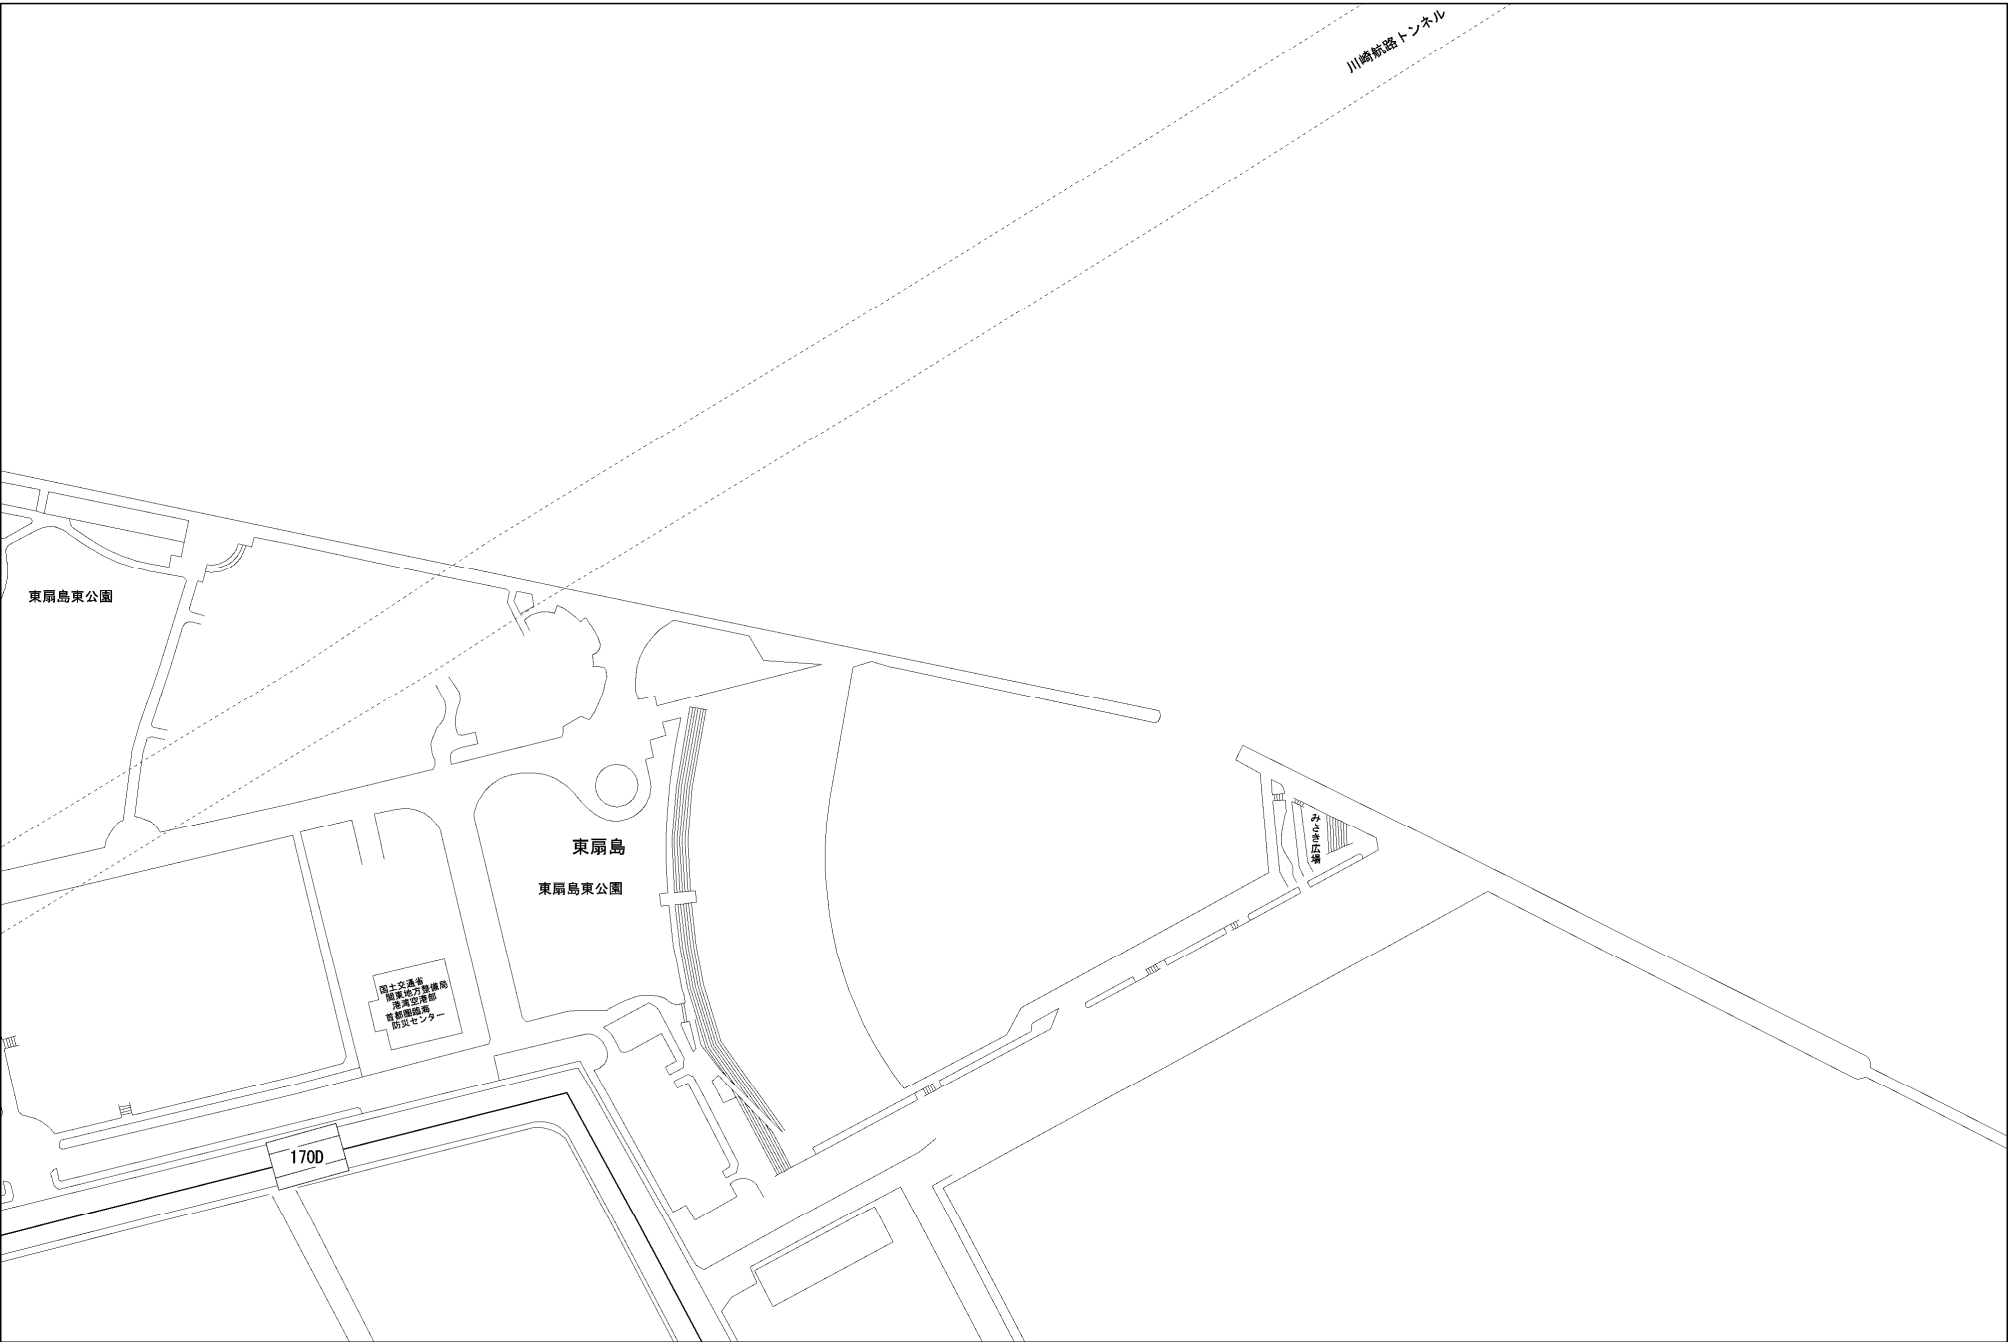 川崎航路トンネル
東扇島東公園
東扇島
東扇島東公園
みさき広場
国土交通省
関東地方整備局
港湾空港部
首都圏臨海
防災センター
170D